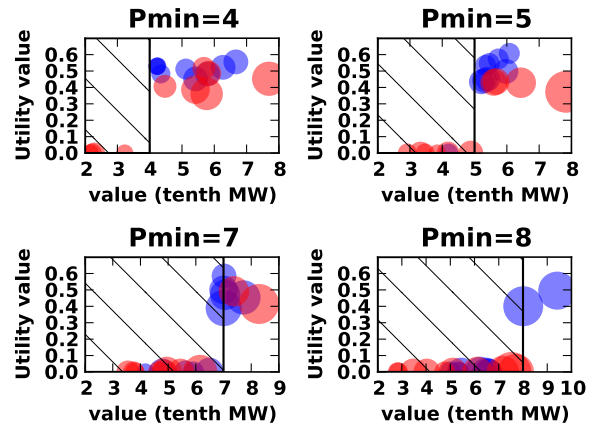 Pmin=4
Utility value
0.6
0.5
0.4
0.3
0.2
0.1
0.0
2 3 4 5 6 7 8
value (tenth MW)
Pmin=5
Utility value
0.6
0.5
0.4
0.3
0.2
0.1
0.0
2 3 4 5 6 7 8
value (tenth MW)
Pmin=7
Utility value
0.6
0.5
0.4
0.3
0.2
0.1
0.0
2 3 4 5 6 7 8 9
value (tenth MW)
Pmin=8
Utility value
0.6
0.5
0.4
0.3
0.2
0.1
0.0
2 3 4 5 6 7 8 9 10
value (tenth MW)